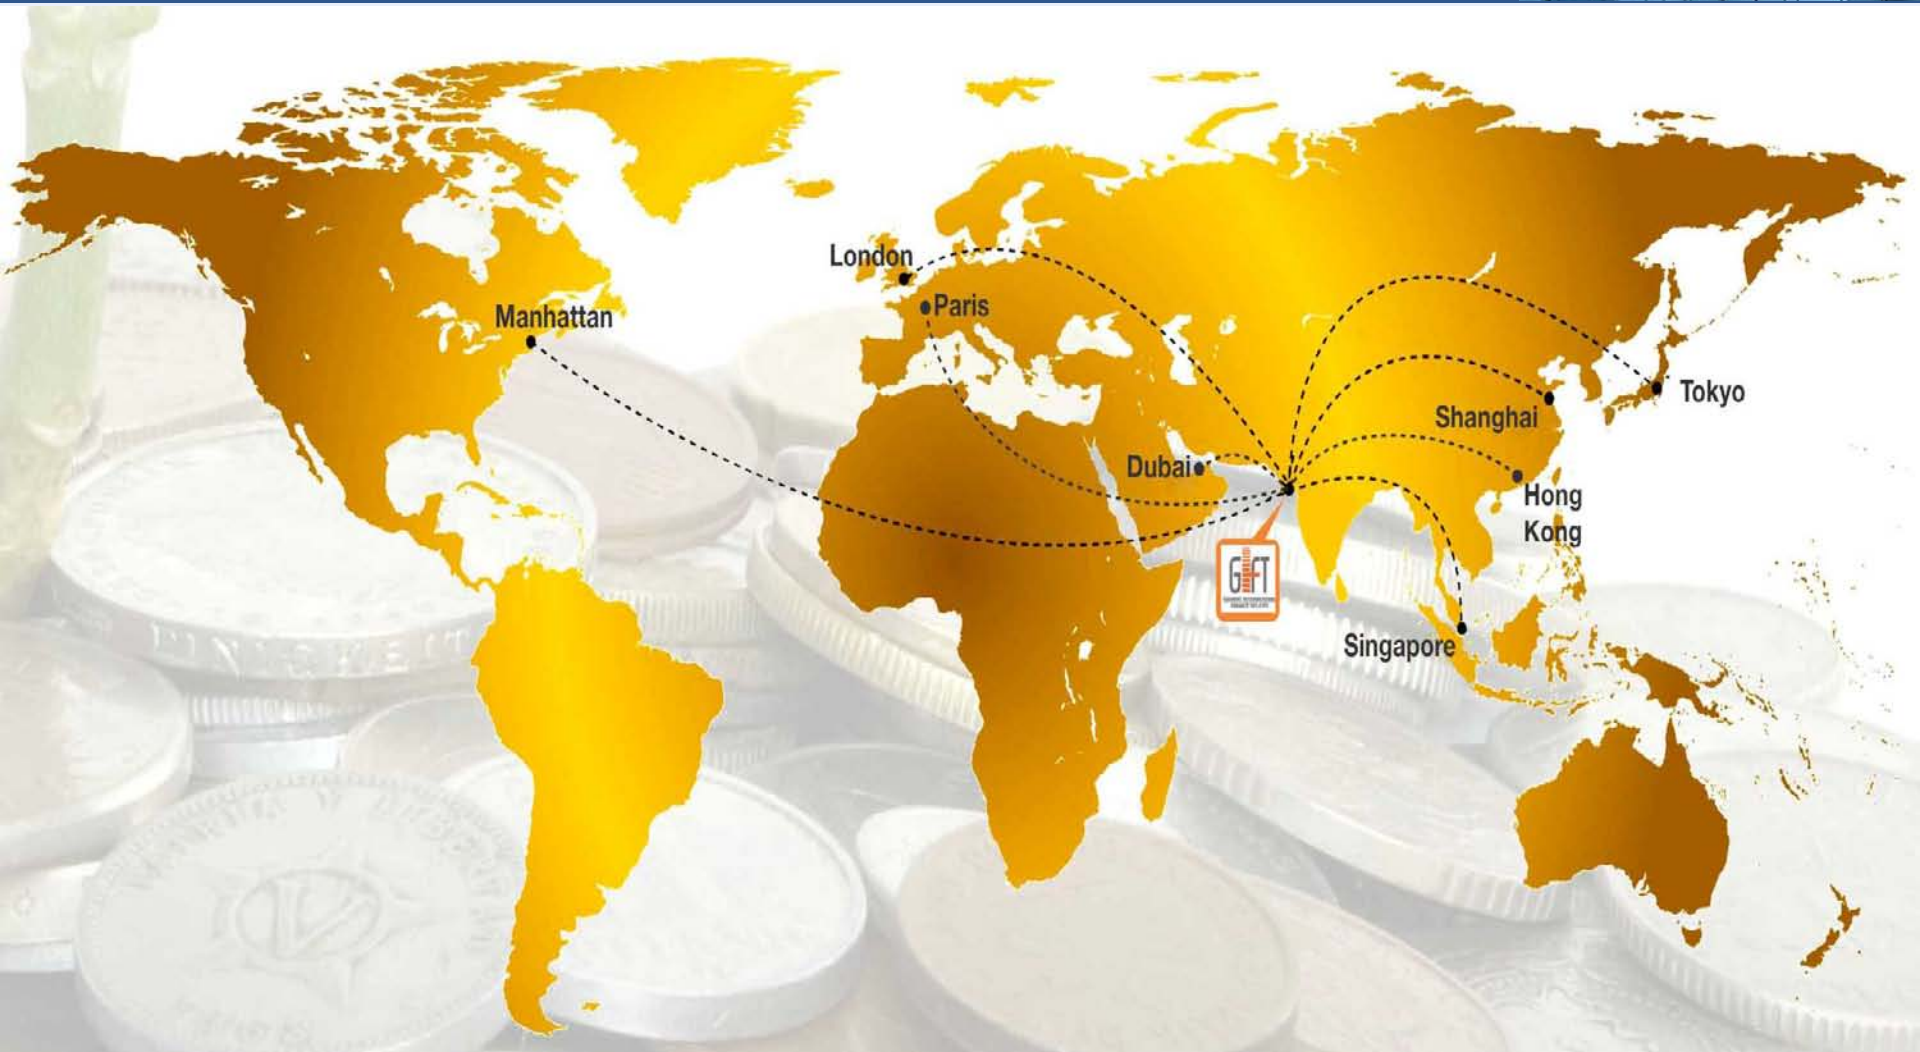 London
Paris
Manhattan
Tokyo
Shanghai
Dubai
Hong
Kong
GIFT
Singapore